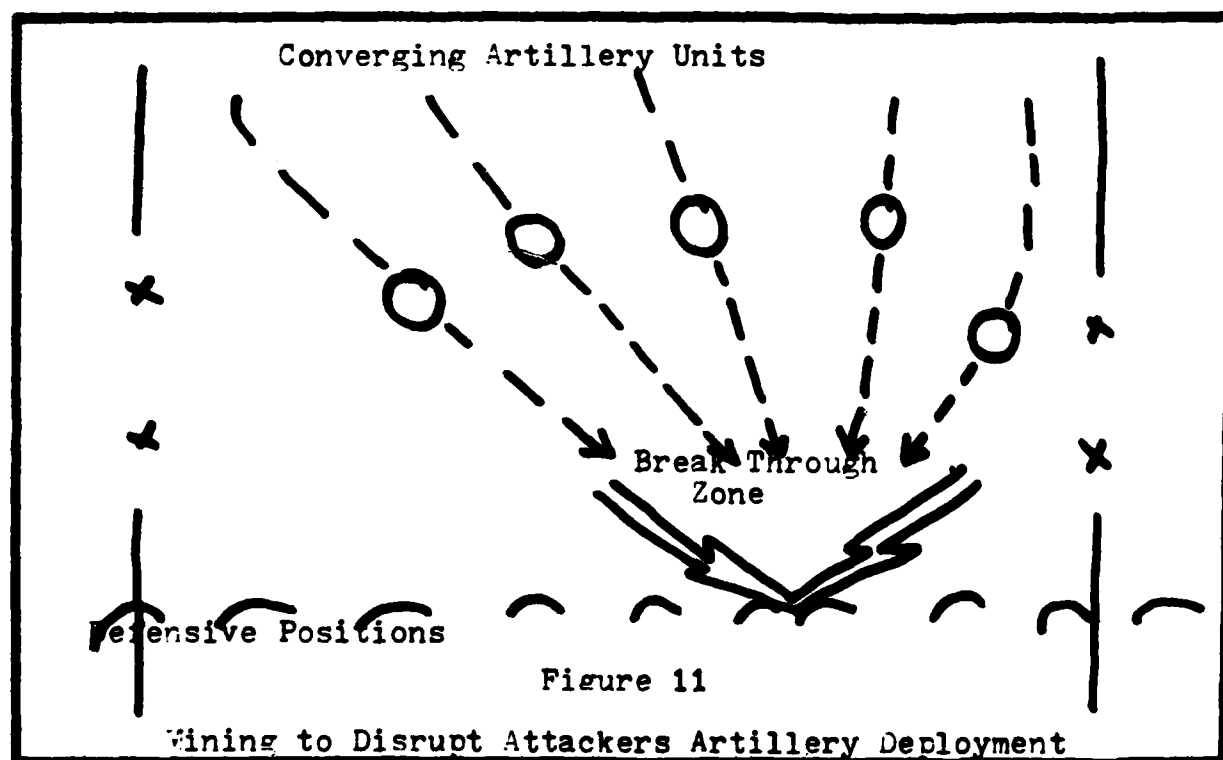 Converging Artillery Units
Break Through
Zone
Defensive Positions
Figure 11
Mining to Disrupt Attackers Artillery Deployment